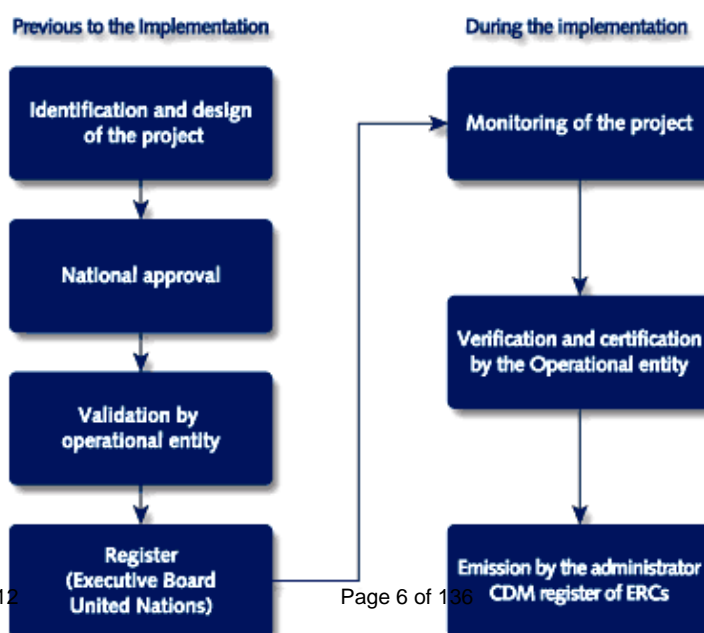 Previous to the Implementation
Identification and design
of the project
National approval
Validation by
operational entity
Register
(Executive Board
United Nations)
During the implementation
Monitoring of the project
Verification and certification
by the Operational entity
Emission by the administrator
CDM register of ERCs
12
Page 6 of 136